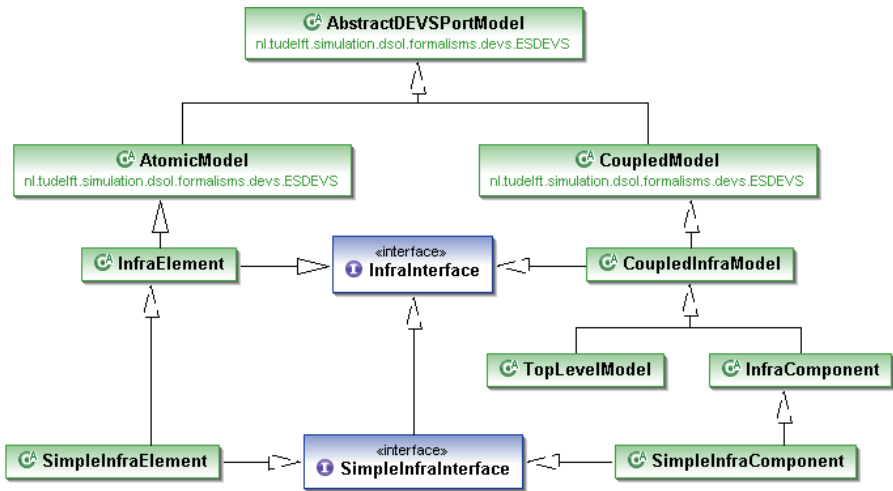 AbstractDEVSPortModel
nl.tudelft.simulation.dsol.formalisms.devs.ESDEVS
AtomicModel
nl.tudelft.simulation.dsol.formalisms.devs.ESDEVS
CoupledModel
nl.tudelft.simulation.dsol.formalisms.devs.ESDEVS
InfraElement
«interface»
InfraInterface
CoupledInfraModel
TopLevelModel
InfraComponent
SimpleInfraElement
«interface»
SimpleInfraInterface
SimpleInfraComponent